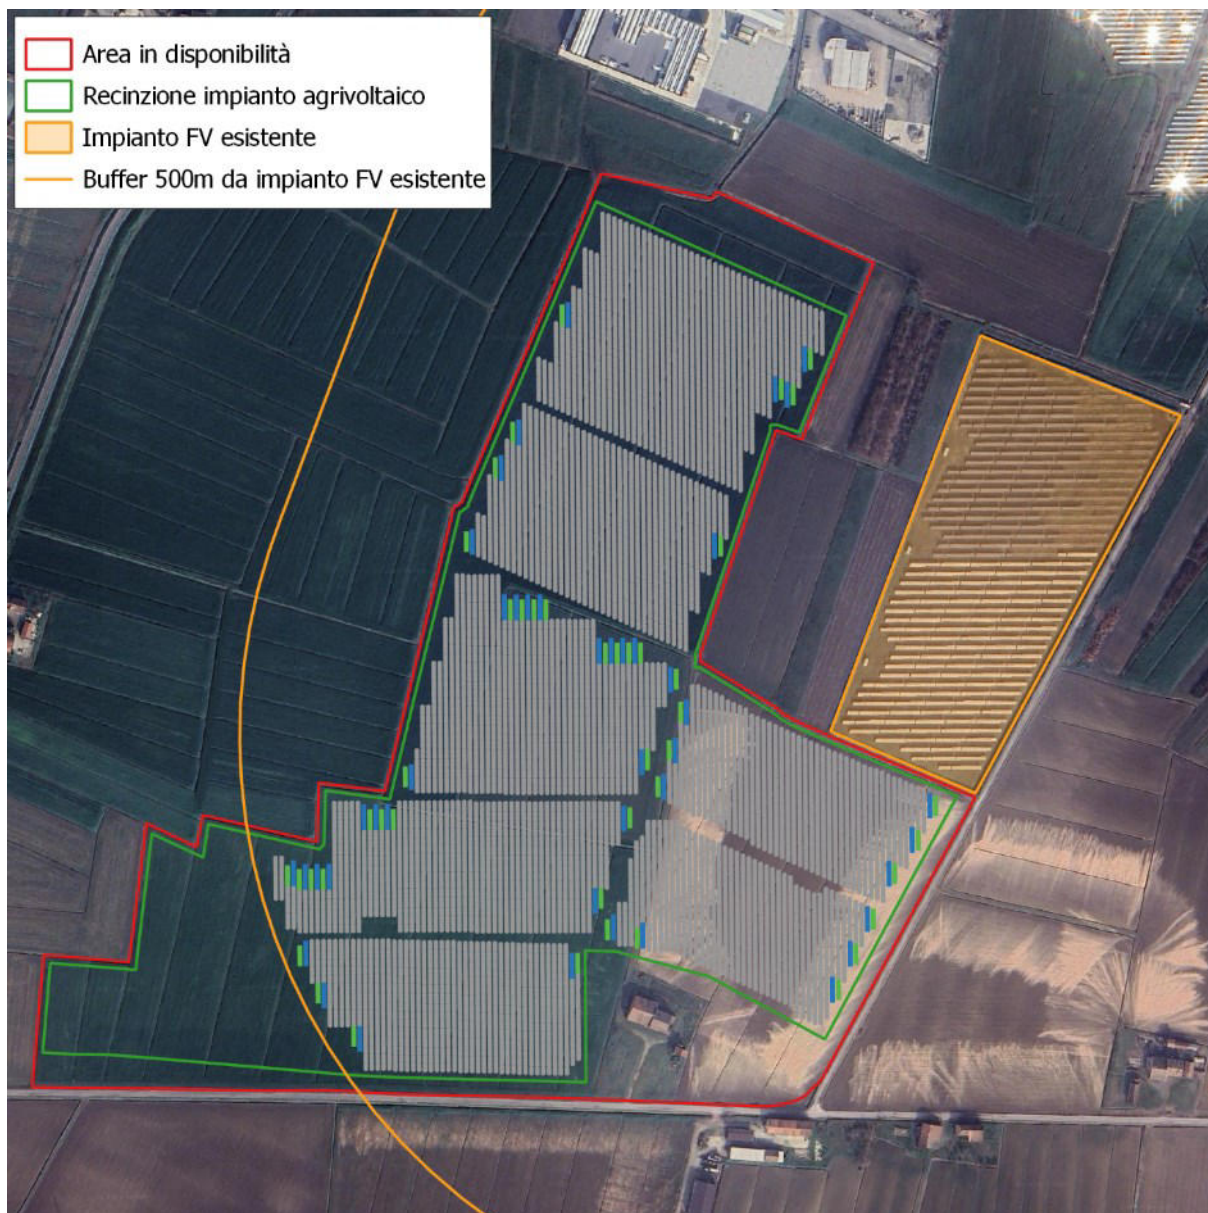 Area in disponibilità
Recinzione impianto agrivoltaico
Impianto FV esistente
Buffer 500m da impianto FV esistente